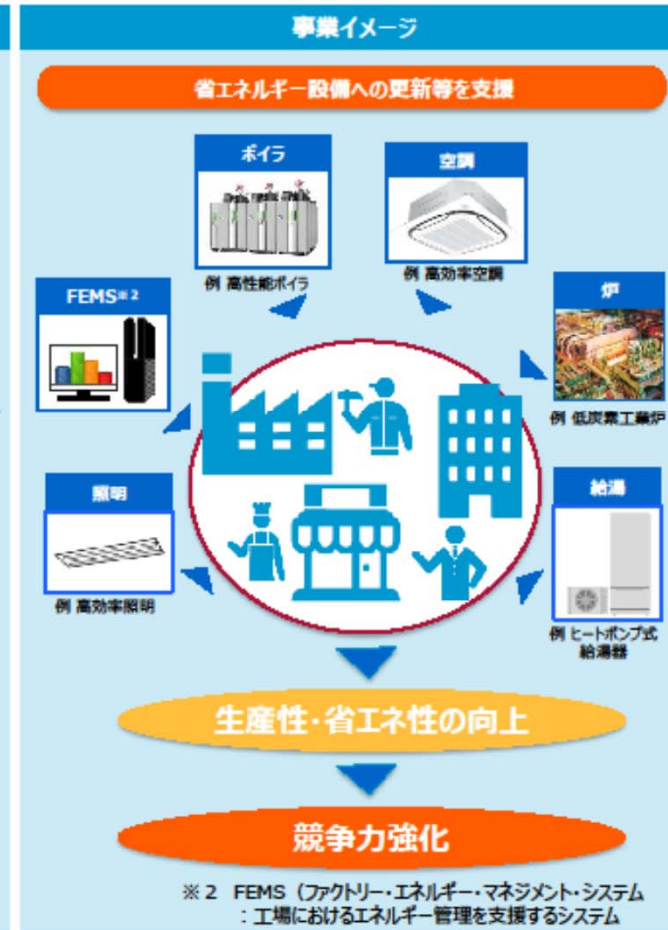 事業イメージ
省エネルギー設備への更新等を支援
ボイラ
例 高性能ボイラ
空調
例 高効率空調
FEMS※2
炉
例 低炭素工業炉
照明
例 高効率照明
給湯
例 ヒートポンプ式
給湯器
生産性・省エネ性の向上
競争力強化
※2 FEMS（ファクトリー・エネルギー・マネジメント・システム
：工場におけるエネルギー管理を支援するシステム